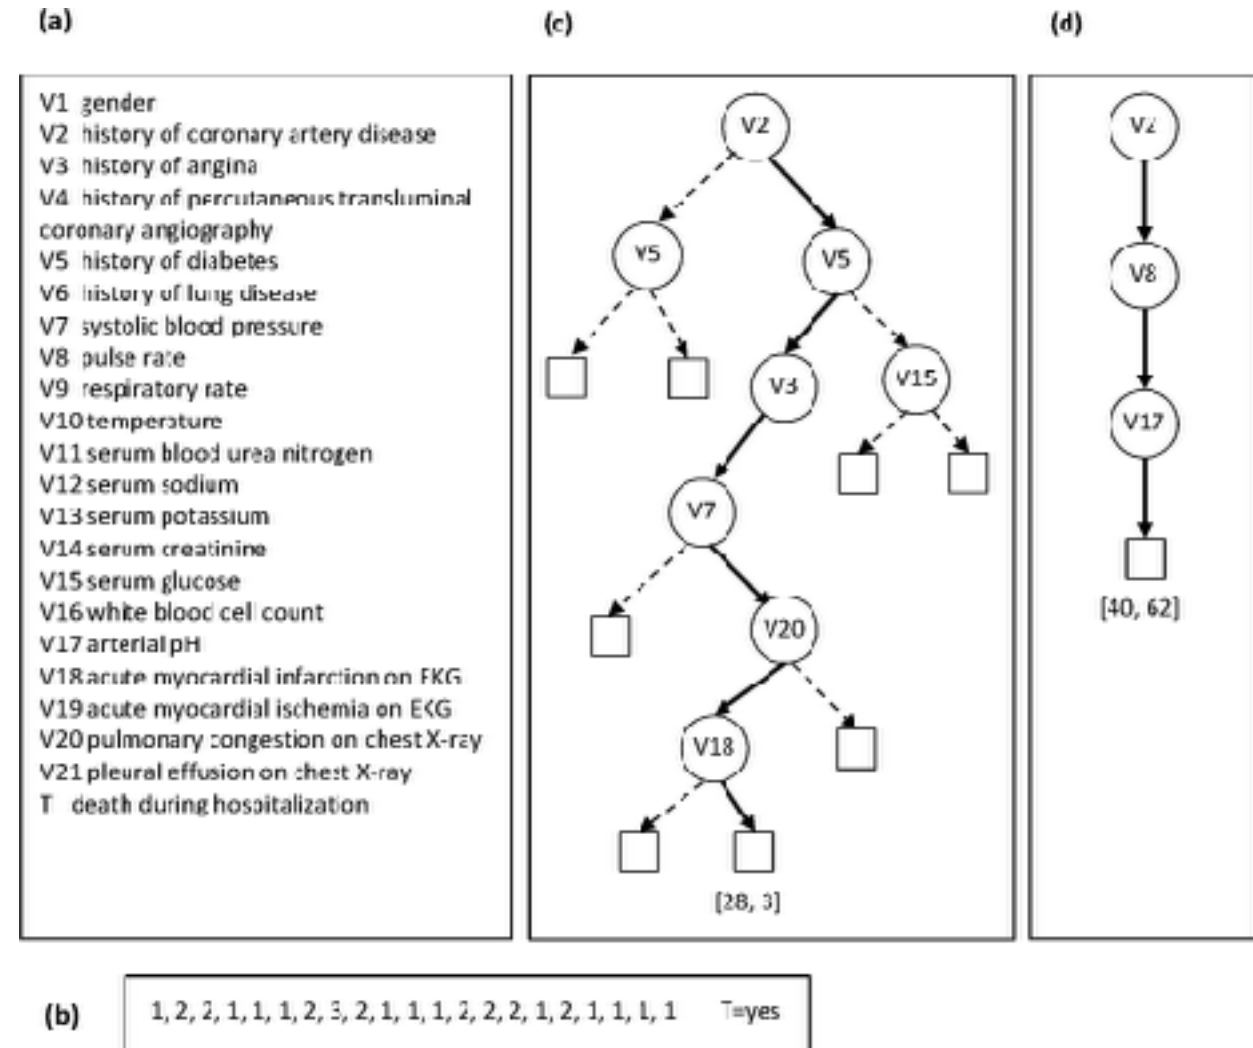 (a)
V1 gender
V2 history of coronary artery disease
V3 history of angina
V4 history of percutaneous transluminal
coronary angiography
V5 history of diabetes
V6 history of lung disease
V7 systolic blood pressure
V8 pulse rate
V9 respiratory rate
V10 temperature
V11 serum blood urea nitrogen
V12 serum sodium
V13 serum potassium
V14 serum creatinine
V15 serum glucose
V16 white blood cell count
V17 arterial pH
V18 acute myocardial infarction on EKG
V19 acute myocardial ischemia on EKG
V20 pulmonary congestion on chest X-ray
V21 pleural effusion on chest X-ray
T death during hospitalization
(c)
V2
V5
V5
V3
V15
V7
V20
V18
[28, 3]
(d)
V2
V8
V17
[40, 62]
(b)
1, 2, 2, 1, 1, 1, 2, 3, 2, 1, 1, 1, 2, 2, 2, 1, 2, 1, 1, 1, 1 T=yes